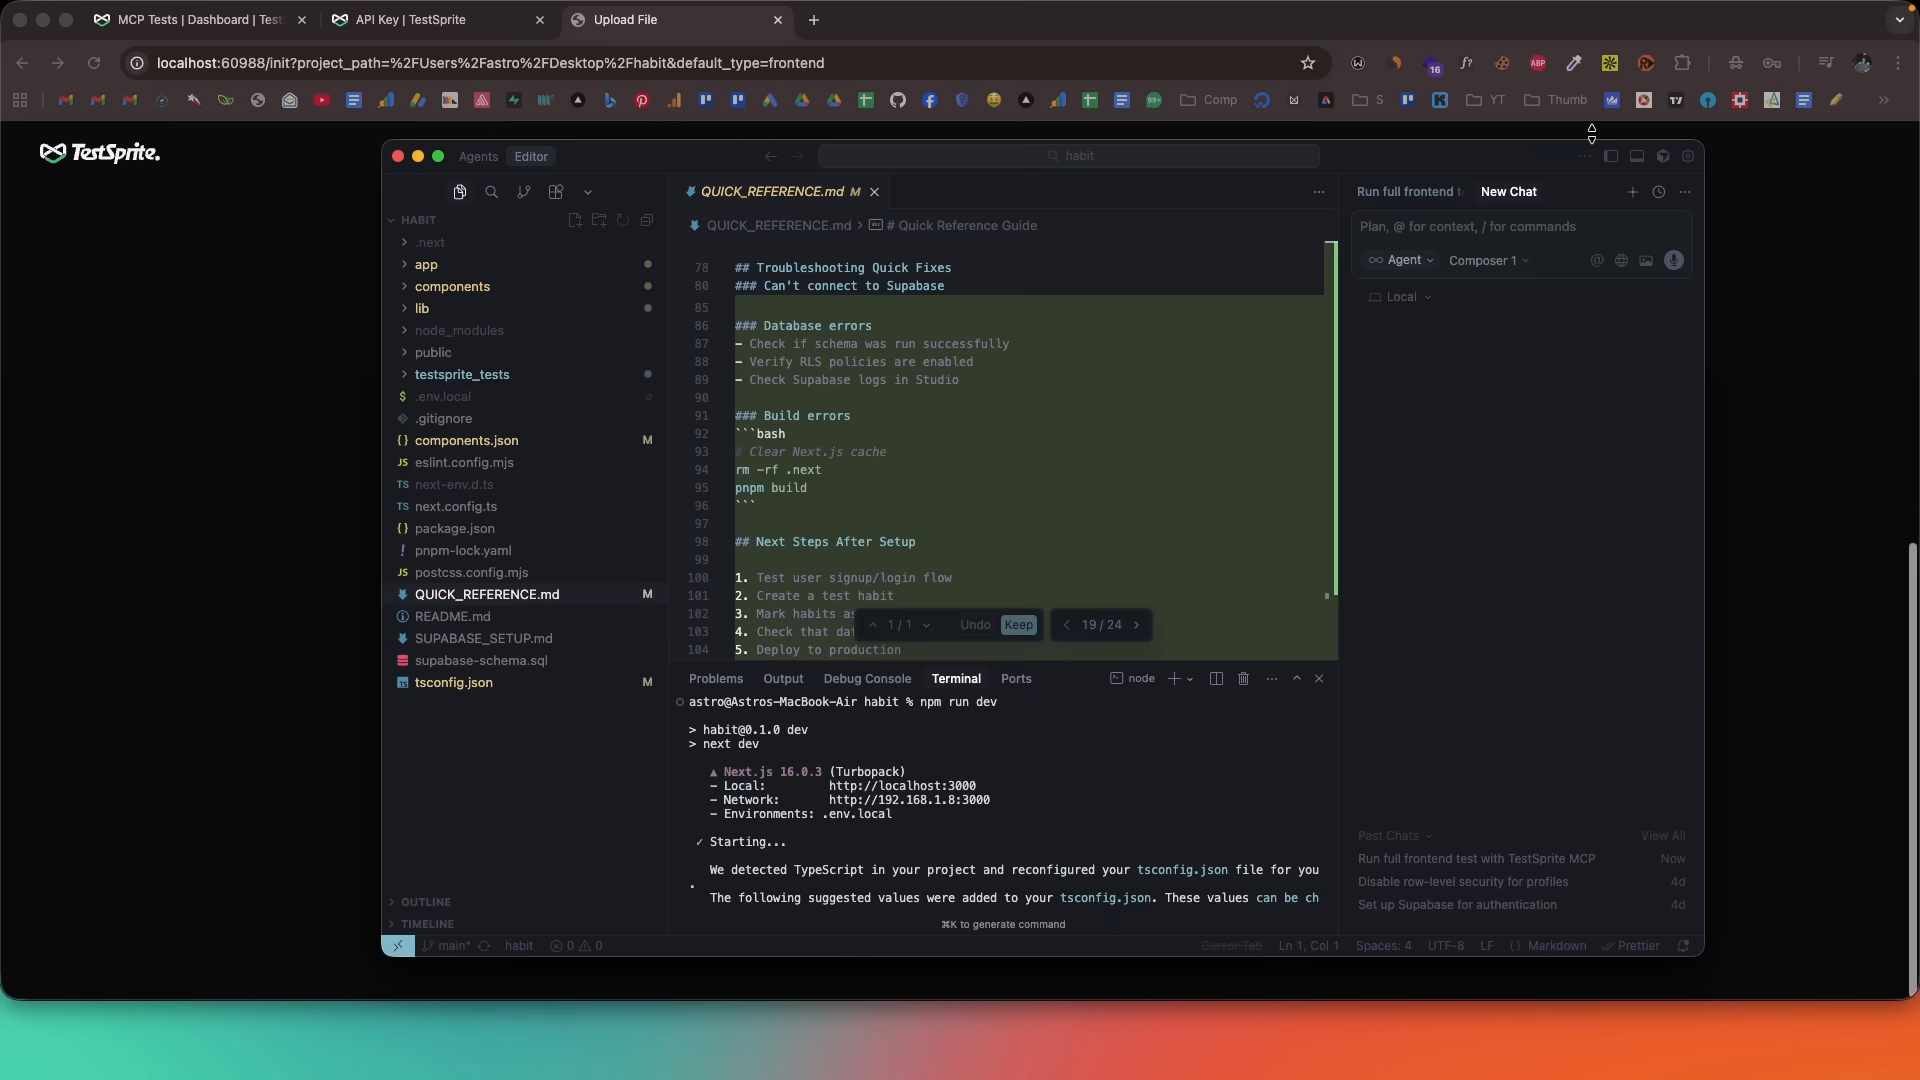 MCP Tests | Dashboard | Test
API Key | TestSprite
Upload File
localhost:60988/init?project_path=%2FUsers%2Fastro%2FDesktop%2Fhabit&default_type=frontend
16
f?
ABP
Comp
S
YT
Thumb
TestSprite.
Agents
Editor
habit
HABIT
.next
app
components
lib
node_modules
public
testsprite_tests
$ .env.local
.gitignore
{} components.json M
JS eslint.config.mjs
TS next-env.d.ts
TS next.config.ts
{} package.json
! pnpm-lock.yaml
JS postcss.config.mjs
QUICK_REFERENCE.md M
README.md
SUPABASE_SETUP.md
supabase-schema.sql
tsconfig.json M
OUTLINE
TIMELINE
QUICK_REFERENCE.md M
QUICK_REFERENCE.md > # Quick Reference Guide
78 ## Troubleshooting Quick Fixes
80 ### Can't connect to Supabase
85
86 ### Database errors
87 - Check if schema was run successfully
88 - Verify RLS policies are enabled
89 - Check Supabase logs in Studio
90
91 ### Build errors
92 ```bash
93 # Clear Next.js cache
94 rm -rf .next
95 pnpm build
96 ```
97
98 ## Next Steps After Setup
99
100 1. Test user signup/login flow
101 2. Create a test habit
102 3. Mark habits as
103 4. Check that dat
104 5. Deploy to production
1 / 1
Undo
Keep
19 / 24
Problems
Output
Debug Console
Terminal
Ports
node
astro@Astros-MacBook-Air habit % npm run dev
> habit@0.1.0 dev
> next dev
▲ Next.js 16.0.3 (Turbopack)
- Local: http://localhost:3000
- Network: http://192.168.1.8:3000
- Environments: .env.local
✓ Starting...
We detected TypeScript in your project and reconfigured your tsconfig.json file for you
.
The following suggested values were added to your tsconfig.json. These values can be ch
⌘K to generate command
Run full frontend t
New Chat
Plan, @ for context, / for commands
∞ Agent
Composer 1
Local
Past Chats
View All
Run full frontend test with TestSprite MCP Now
Disable row-level security for profiles 4d
Set up Supabase for authentication 4d
main*
habit
0 0
Cursor Tab
Ln 1, Col 1
Spaces: 4
UTF-8
LF
{} Markdown
Prettier